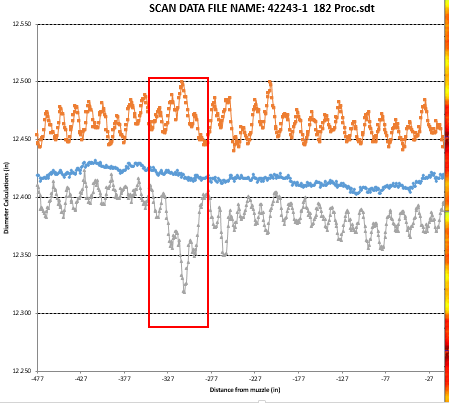 SCAN DATA FILE NAME: 42243-1 182 Proc.sdt
12.550
12.500
12.450
12.400
12.350
12.300
12.250
Diameter Calculations (in)
-477 -427 -377 -327 -277 -227 -177 -127 -77 -27
Distance from muzzle (in)